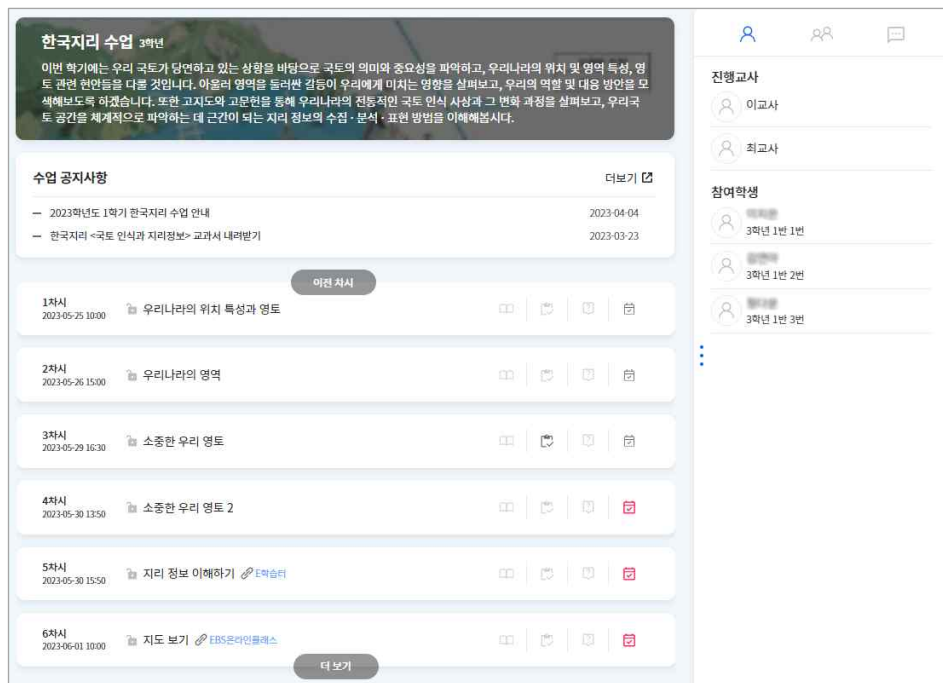 한국지리 수업 3학년
이번 학기에는 우리 국토가 당연하고 있는 상황을 바탕으로 국토의 의미와 중요성을 파악하고, 우리나라의 위치 및 영역 특성, 영
토 관련 현안들을 다룰 것입니다. 아울러 영역을 둘러싼 갈등이 우리에게 미치는 영향을 살펴보고, 우리의 역할 및 대응 방안을 모
색해보도록 하겠습니다. 또한 고지도와 고문헌을 통해 우리나라의 전통적인 국토 인식 사상과 그 변화 과정을 살펴보고, 우리국
토 공간을 체계적으로 파악하는 데 근간이 되는 지리 정보의 수집·분석·표현 방법을 이해해봅시다.
수업 공지사항 더보기
2023학년도 1학기 한국지리 수업 안내 2023-04-04
한국지리 <국토 인식과 지리정보> 교과서 내려받기 2023-03-23
이전 차시
1차시
2023-05-25 10:00 우리나라의 위치 특성과 영토
2차시
2023-05-26 15:00 우리나라의 영역
3차시
2023-05-29 16:30 소중한 우리 영토
4차시
2023-05-30 13:50 소중한 우리 영토 2
5차시
2023-05-30 15:50 지리 정보 이해하기 E학습터
6차시
2023-06-01 10:00 지도 보기 EBS온라인클래스
더 보기
진행교사
이교사
최교사
참여학생
3학년 1반 1번
3학년 1반 2번
3학년 1반 3번